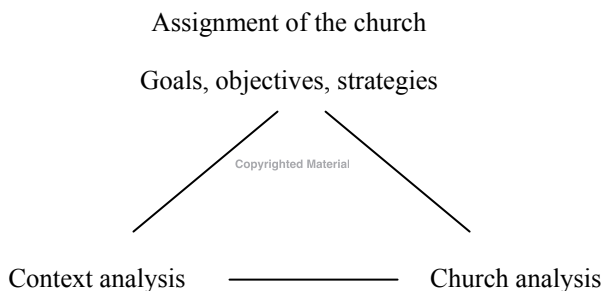 Assignment of the church
Goals, objectives, strategies
Copyrighted Material
Context analysis
Church analysis